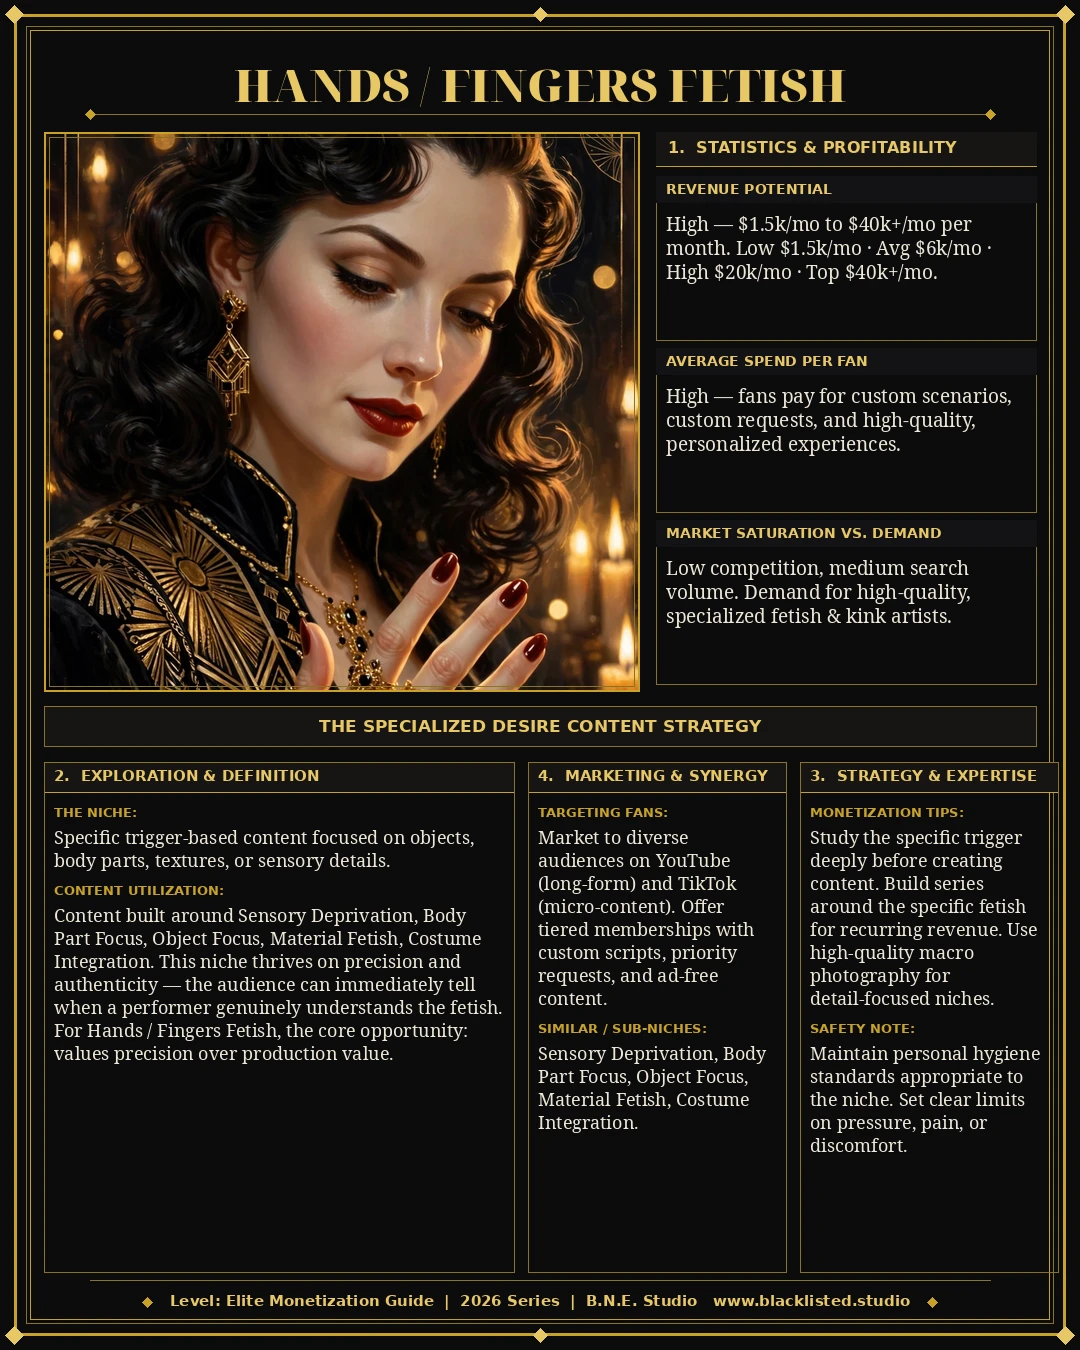 HANDS / FINGERS FETISH
1. STATISTICS & PROFITABILITY
REVENUE POTENTIAL
High — $1.5k/mo to $40k+/mo per
month. Low $1.5k/mo · Avg $6k/mo ·
High $20k/mo · Top $40k+/mo.
AVERAGE SPEND PER FAN
High — fans pay for custom scenarios,
custom requests, and high-quality,
personalized experiences.
MARKET SATURATION VS. DEMAND
Low competition, medium search
volume. Demand for high-quality,
specialized fetish & kink artists.
THE SPECIALIZED DESIRE CONTENT STRATEGY
2. EXPLORATION & DEFINITION
THE NICHE:
Specific trigger-based content focused on objects,
body parts, textures, or sensory details.
CONTENT UTILIZATION:
Content built around Sensory Deprivation, Body
Part Focus, Object Focus, Material Fetish, Costume
Integration. This niche thrives on precision and
authenticity — the audience can immediately tell
when a performer genuinely understands the fetish.
For Hands / Fingers Fetish, the core opportunity:
values precision over production value.
4. MARKETING & SYNERGY
TARGETING FANS:
Market to diverse
audiences on YouTube
(long-form) and TikTok
(micro-content). Offer
tiered memberships with
custom scripts, priority
requests, and ad-free
content.
SIMILAR / SUB-NICHES:
Sensory Deprivation, Body
Part Focus, Object Focus,
Material Fetish, Costume
Integration.
3. STRATEGY & EXPERTISE
MONETIZATION TIPS:
Study the specific trigger
deeply before creating
content. Build series
around the specific fetish
for recurring revenue. Use
high-quality macro
photography for
detail-focused niches.
SAFETY NOTE:
Maintain personal hygiene
standards appropriate to
the niche. Set clear limits
on pressure, pain, or
discomfort.
Level: Elite Monetization Guide | 2026 Series | B.N.E. Studio www.blacklisted.studio